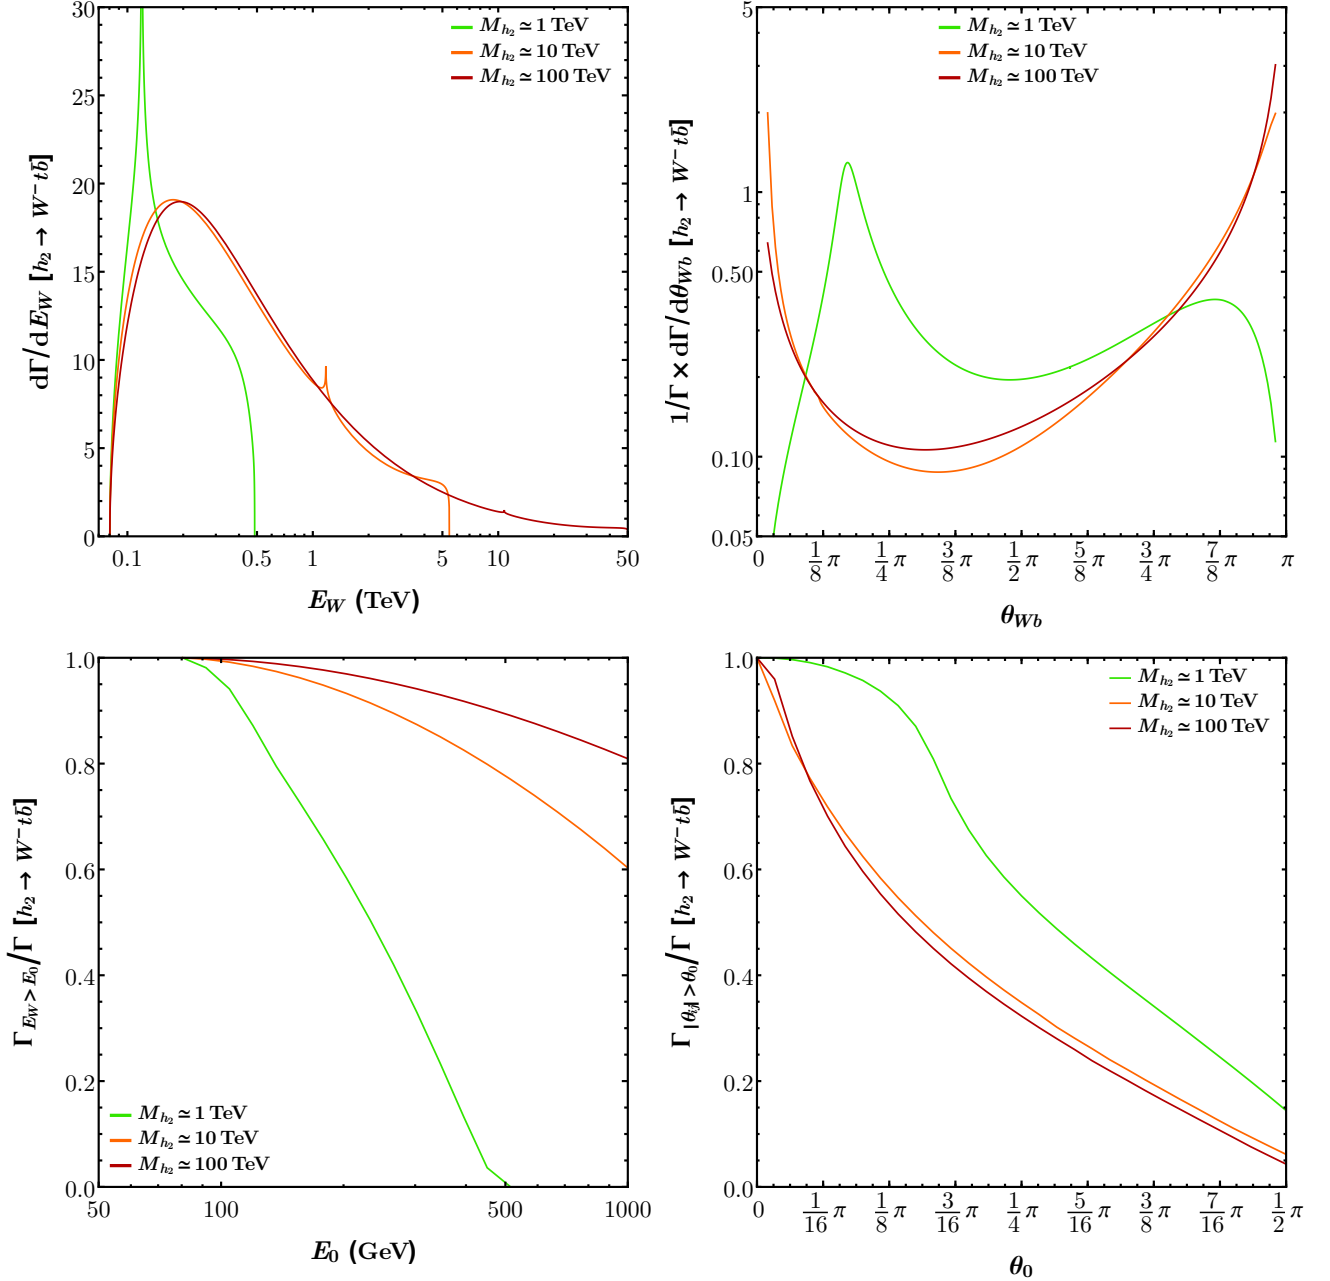 30
25
20
15
10
5
0
0.1
0.5
1
5
10
50
dΓ/dE_W [h₂ → W⁻tb̄]
E_W (TeV)
M_h₂ ≃ 1 TeV
M_h₂ ≃ 10 TeV
M_h₂ ≃ 100 TeV
5
1
0.50
0.10
0.05
0
1/8 π
1/4 π
3/8 π
1/2 π
5/8 π
3/4 π
7/8 π
π
1/Γ × dΓ/dθ_Wb [h₂ → W⁻tb̄]
θ_Wb
M_h₂ ≃ 1 TeV
M_h₂ ≃ 10 TeV
M_h₂ ≃ 100 TeV
1.0
0.8
0.6
0.4
0.2
0.0
50
100
500
1000
Γ_E_W>E_0/Γ [h₂ → W⁻tb̄]
E_0 (GeV)
M_h₂ ≃ 1 TeV
M_h₂ ≃ 10 TeV
M_h₂ ≃ 100 TeV
1.0
0.8
0.6
0.4
0.2
0.0
0
1/16 π
1/8 π
3/16 π
1/4 π
5/16 π
3/8 π
7/16 π
1/2 π
Γ_|θ_ij|>θ_0/Γ [h₂ → W⁻tb̄]
θ_0
M_h₂ ≃ 1 TeV
M_h₂ ≃ 10 TeV
M_h₂ ≃ 100 TeV